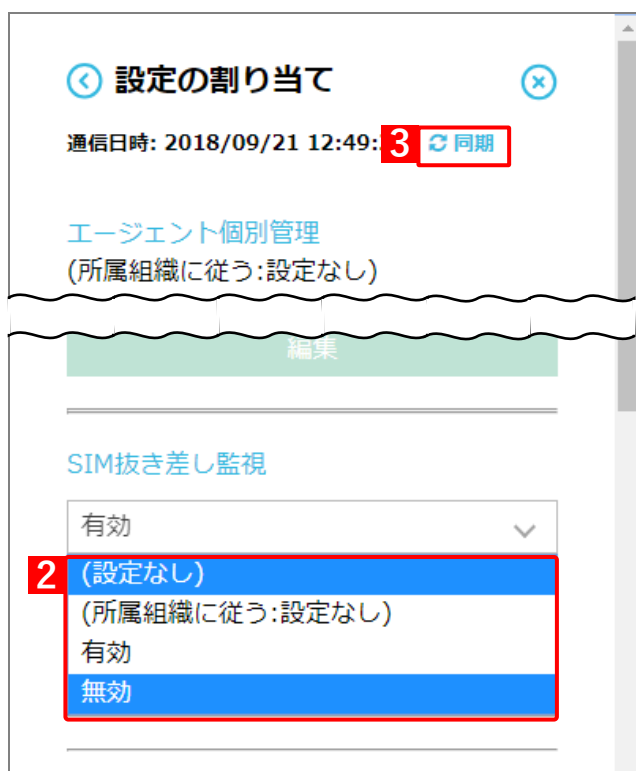 設定の割り当て
通信日時: 2018/09/21 12:49: 3 同期
エージェント個別管理
(所属組織に従う:設定なし)
編集
SIM抜き差し監視
有効
2 (設定なし)
(所属組織に従う:設定なし)
有効
無効